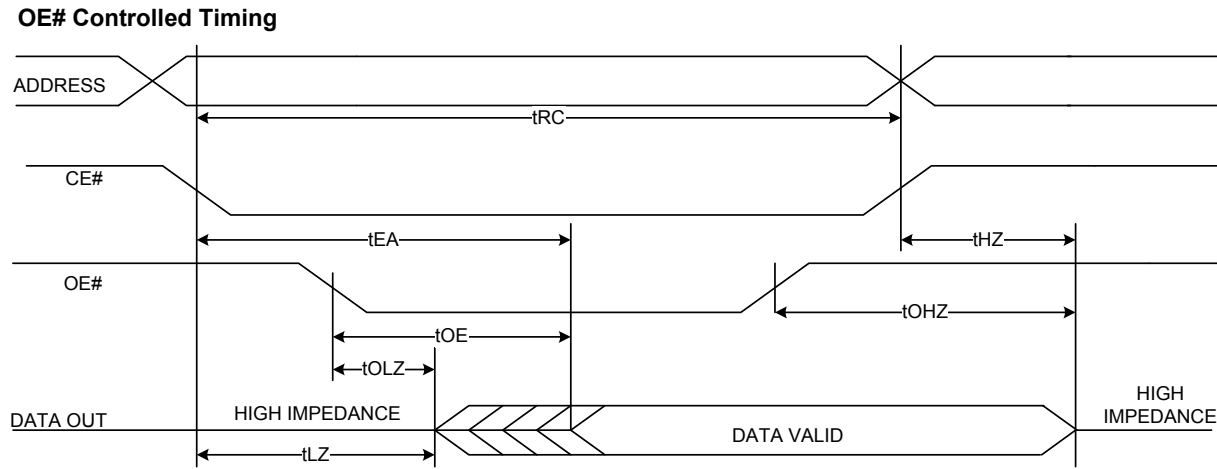 OE# Controlled Timing
ADDRESS
tRC
CE#
tEA
tHZ
OE#
tOHZ
tOE
tOLZ
DATA OUT
HIGH IMPEDANCE
DATA VALID
HIGH
IMPEDANCE
tLZ